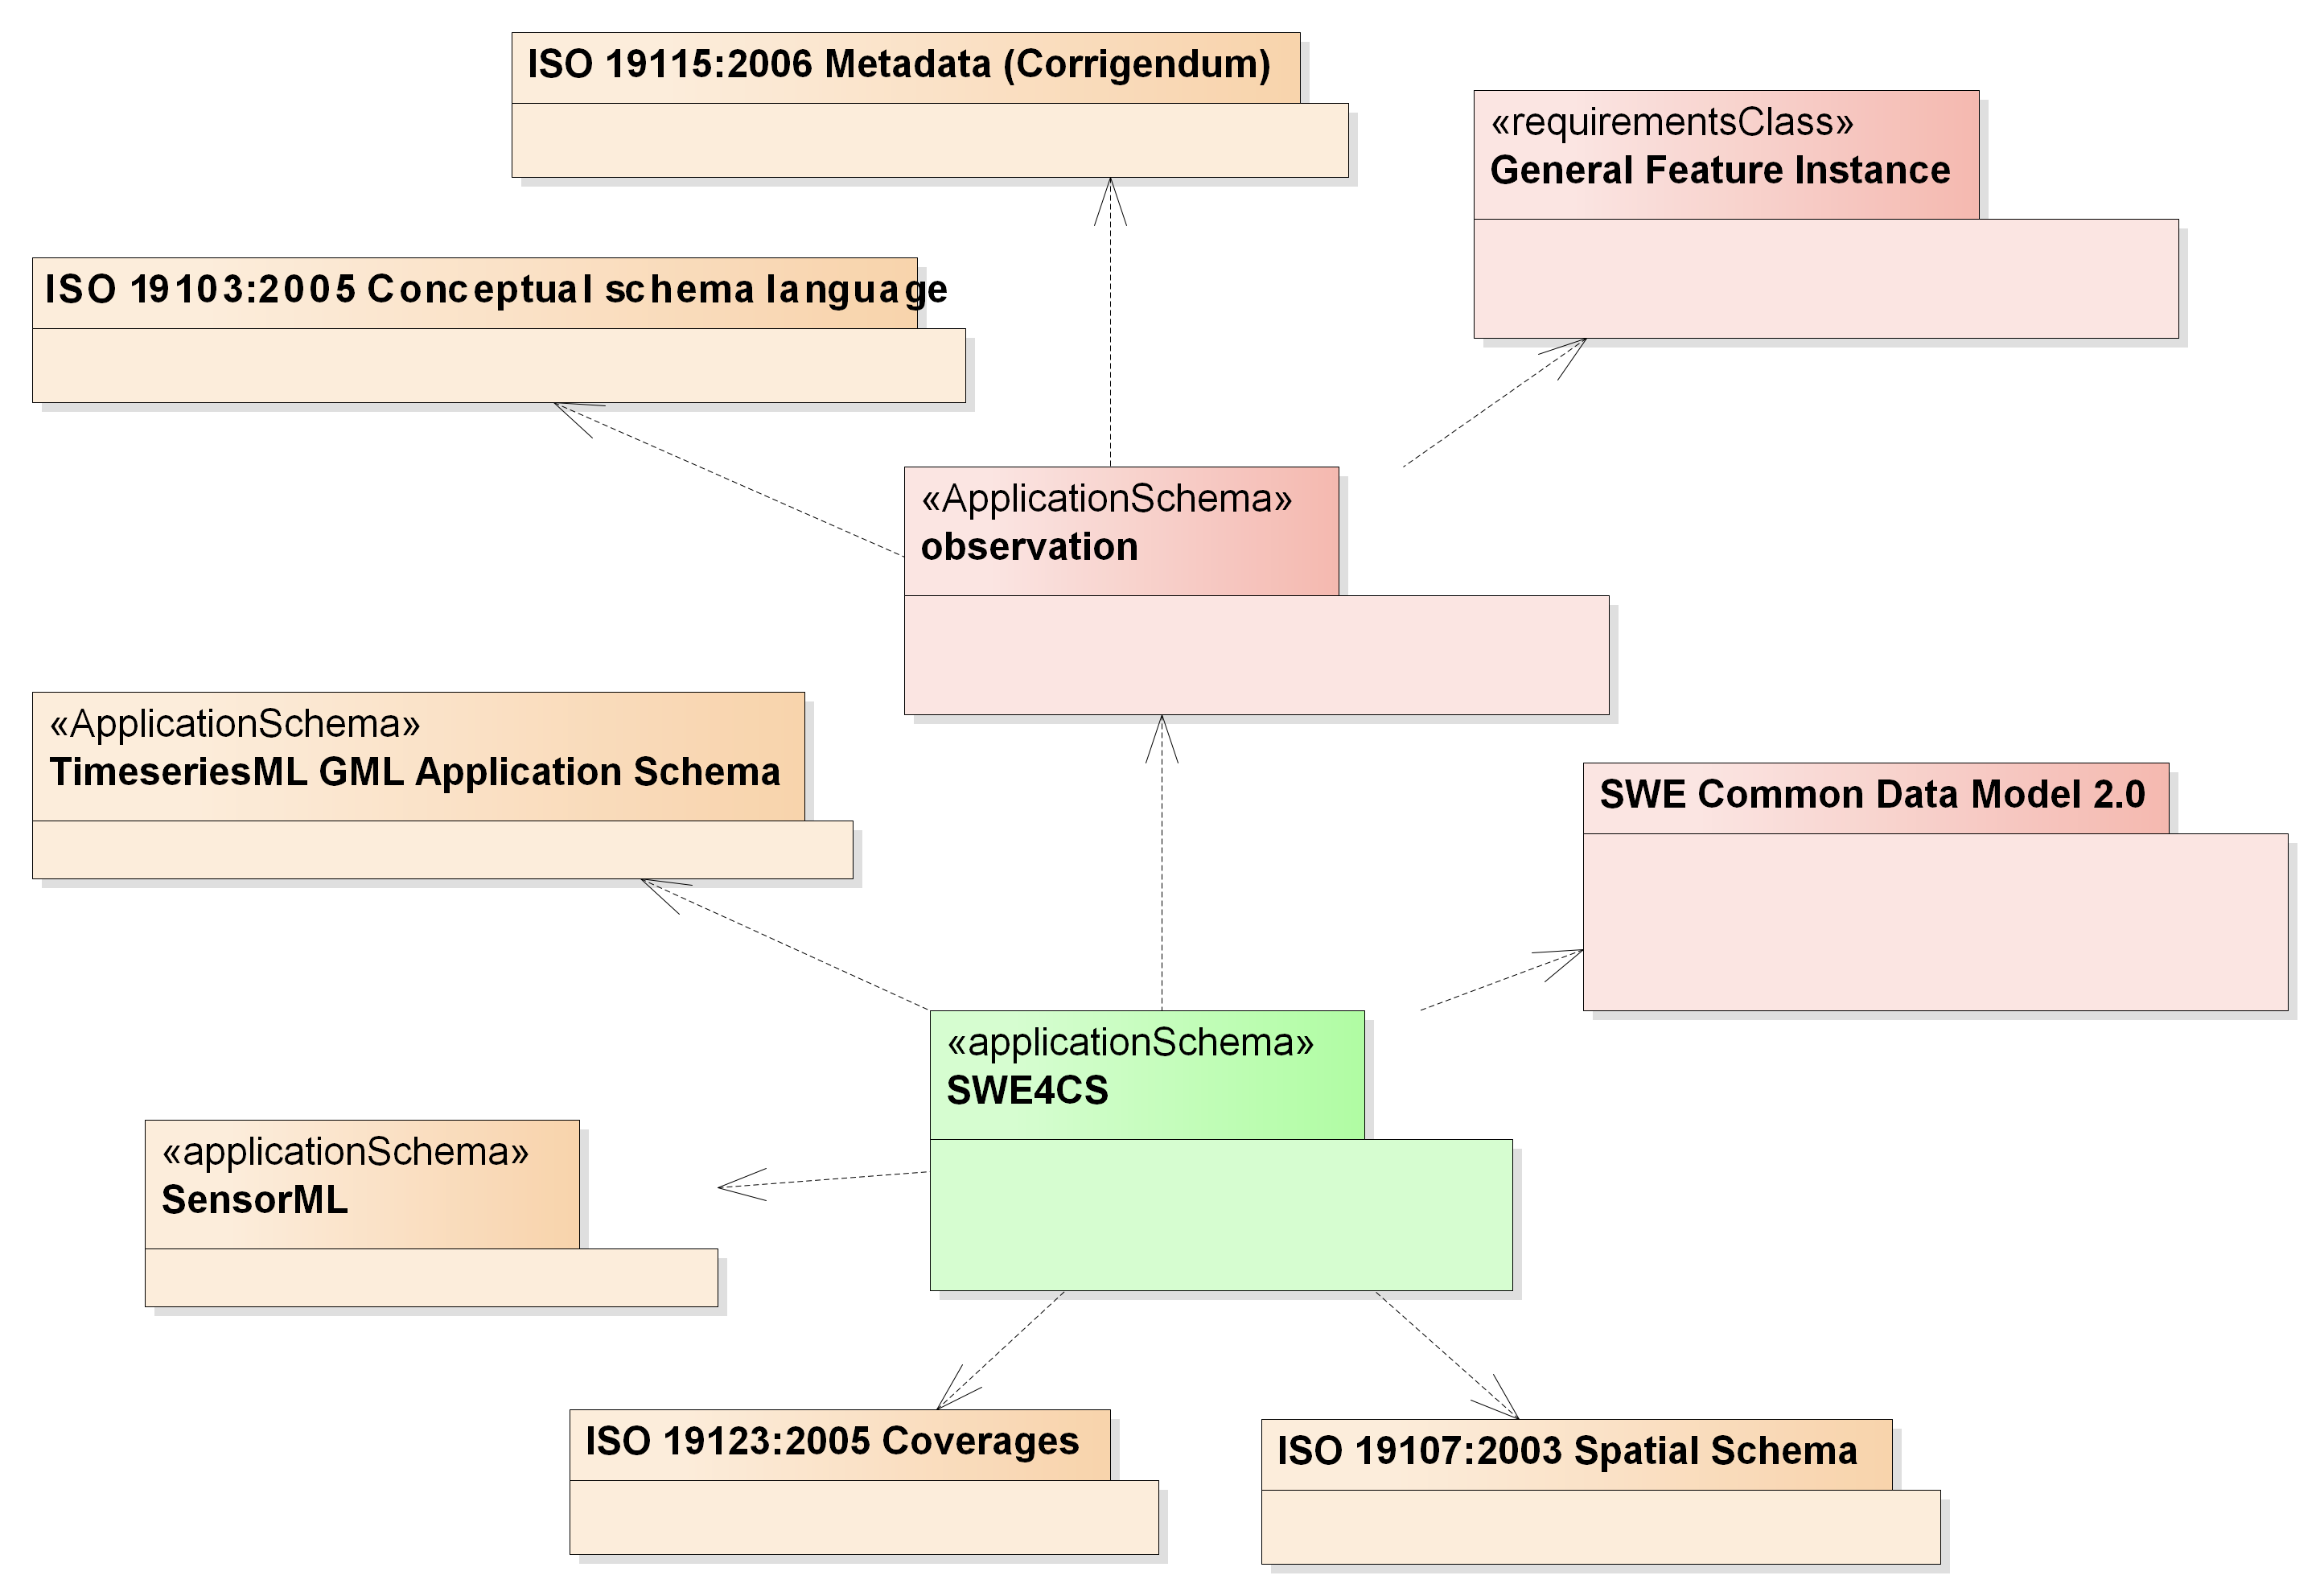 ISO 19115:2006 Metadata (Corrigendum)
«requirementsClass»
General Feature Instance
ISO 19103:2005 Conceptual schema language
«ApplicationSchema»
observation
«ApplicationSchema»
TimeseriesML GML Application Schema
SWE Common Data Model 2.0
«applicationSchema»
SWE4CS
«applicationSchema»
SensorML
ISO 19123:2005 Coverages
ISO 19107:2003 Spatial Schema